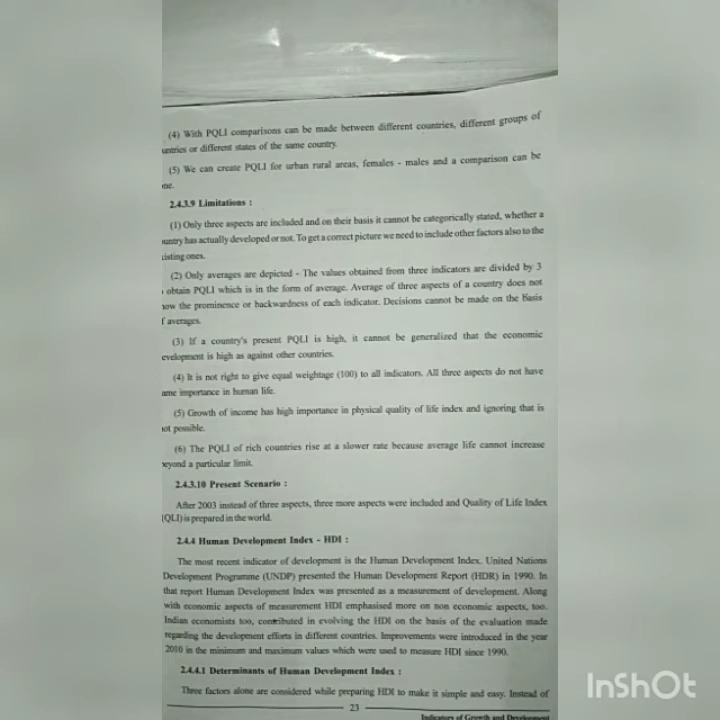 (4) With PQLI comparisons can be made between different countries, different groups of
untries or different states of the same country.
(5) We can create PQLI for urban rural areas, females - males and a comparison can be
ne.
2.4.3.9 Limitations :
(1) Only three aspects are included and on their basis it cannot be categorically stated, whether a
untry has actually developed or not. To get a correct picture we need to include other factors also to the
isting ones.
(2) Only averages are depicted - The values obtained from three indicators are divided by 3
obtain PQLI which is in the form of average. Average of three aspects of a country does not
ow the prominence or backwardness of each indicator. Decisions cannot be made on the basis
f averages.
(3) If a country's present PQLI is high, it cannot be generalized that the economic
evelopment is high as against other countries.
(4) It is not right to give equal weightage (100) to all indicators. All three aspects do not have
ame importance in human life.
(5) Growth of income has high importance in physical quality of life index and ignoring that is
ot possible.
(6) The PQLI of rich countries rise at a slower rate because average life cannot increase
eyond a particular limit.
2.4.3.10 Present Scenario :
After 2003 instead of three aspects, three more aspects were included and Quality of Life Index
(QLI) is prepared in the world.
2.4.4 Human Development Index - HDI :
The most recent indicator of development is the Human Development Index. United Nations
Development Programme (UNDP) presented the Human Development Report (HDR) in 1990. In
that report Human Development Index was presented as a measurement of development. Along
with economic aspects of measurement HDI emphasised more on non economic aspects, too.
Indian economists too, contributed in evolving the HDI on the basis of the evaluation made
regarding the development efforts in different countries. Improvements were introduced in the year
2010 in the minimum and maximum values which were used to measure HDI since 1990.
2.4.4.1 Determinants of Human Development Index :
Three factors alone are considered while preparing HDI to make it simple and easy. Instead of
23
Indicators of Growth and Development
InShOt